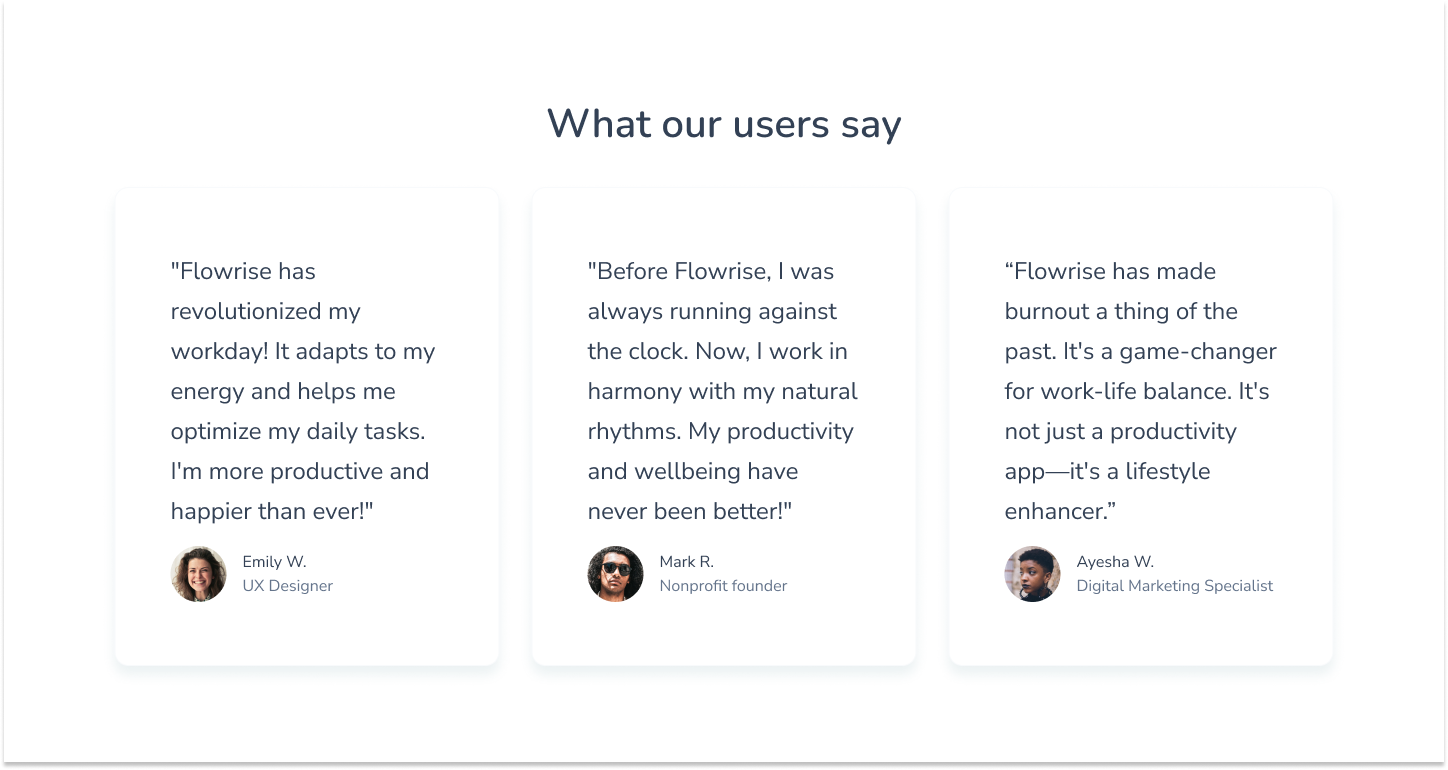 What our users say
"Flowrise has
revolutionized my
workday! It adapts to my
energy and helps me
optimize my daily tasks.
I'm more productive and
happier than ever!"
Emily W.
UX Designer
"Before Flowrise, I was
always running against
the clock. Now, I work in
harmony with my natural
rhythms. My productivity
and wellbeing have
never been better!"
Mark R.
Nonprofit founder
“Flowrise has made
burnout a thing of the
past. It's a game-changer
for work-life balance. It's
not just a productivity
app—it's a lifestyle
enhancer.”
Ayesha W.
Digital Marketing Specialist